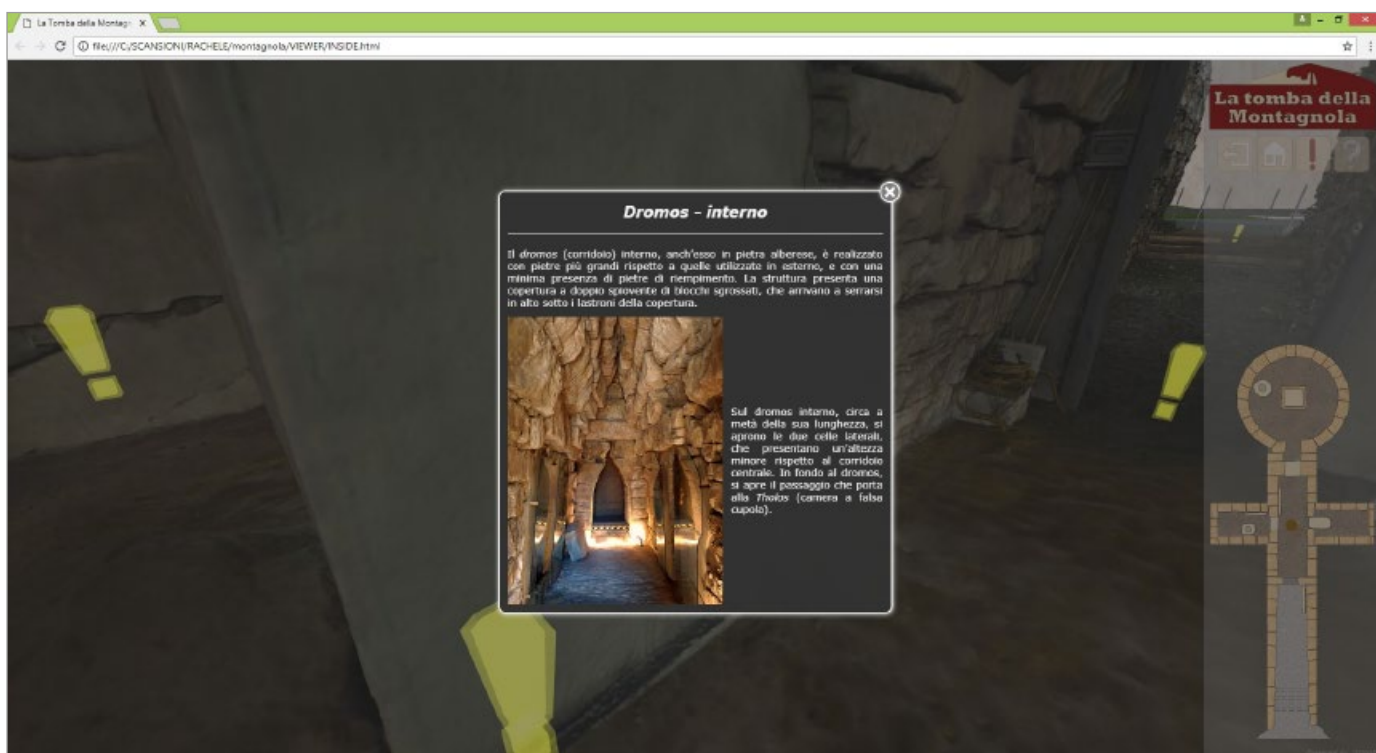 La Tomba della Montag
file:///C:/SCANSIONI/RACHELE/montagnola/VIEWER/INSIDE.html
La tomba della
Montagnola
Dromos - interno
Il dromos (corridoio) interno, anch'esso in pietra alberese, è realizzato
con pietre più grandi rispetto a quelle utilizzate in esterno, e con una
minima presenza di pietre di riempimento. La struttura presenta una
copertura a doppio spiovente di blocchi sgrossati, che arrivano a serrarsi
in alto sotto i lastroni della copertura.
Sul dromos interno, circa a
metà della sua lunghezza, si
aprono le due celle laterali,
che presentano un'altezza
minore rispetto al corridoio
centrale. In fondo al dromos,
si apre il passaggio che porta
alla Tholos (camera a falsa
cupola).